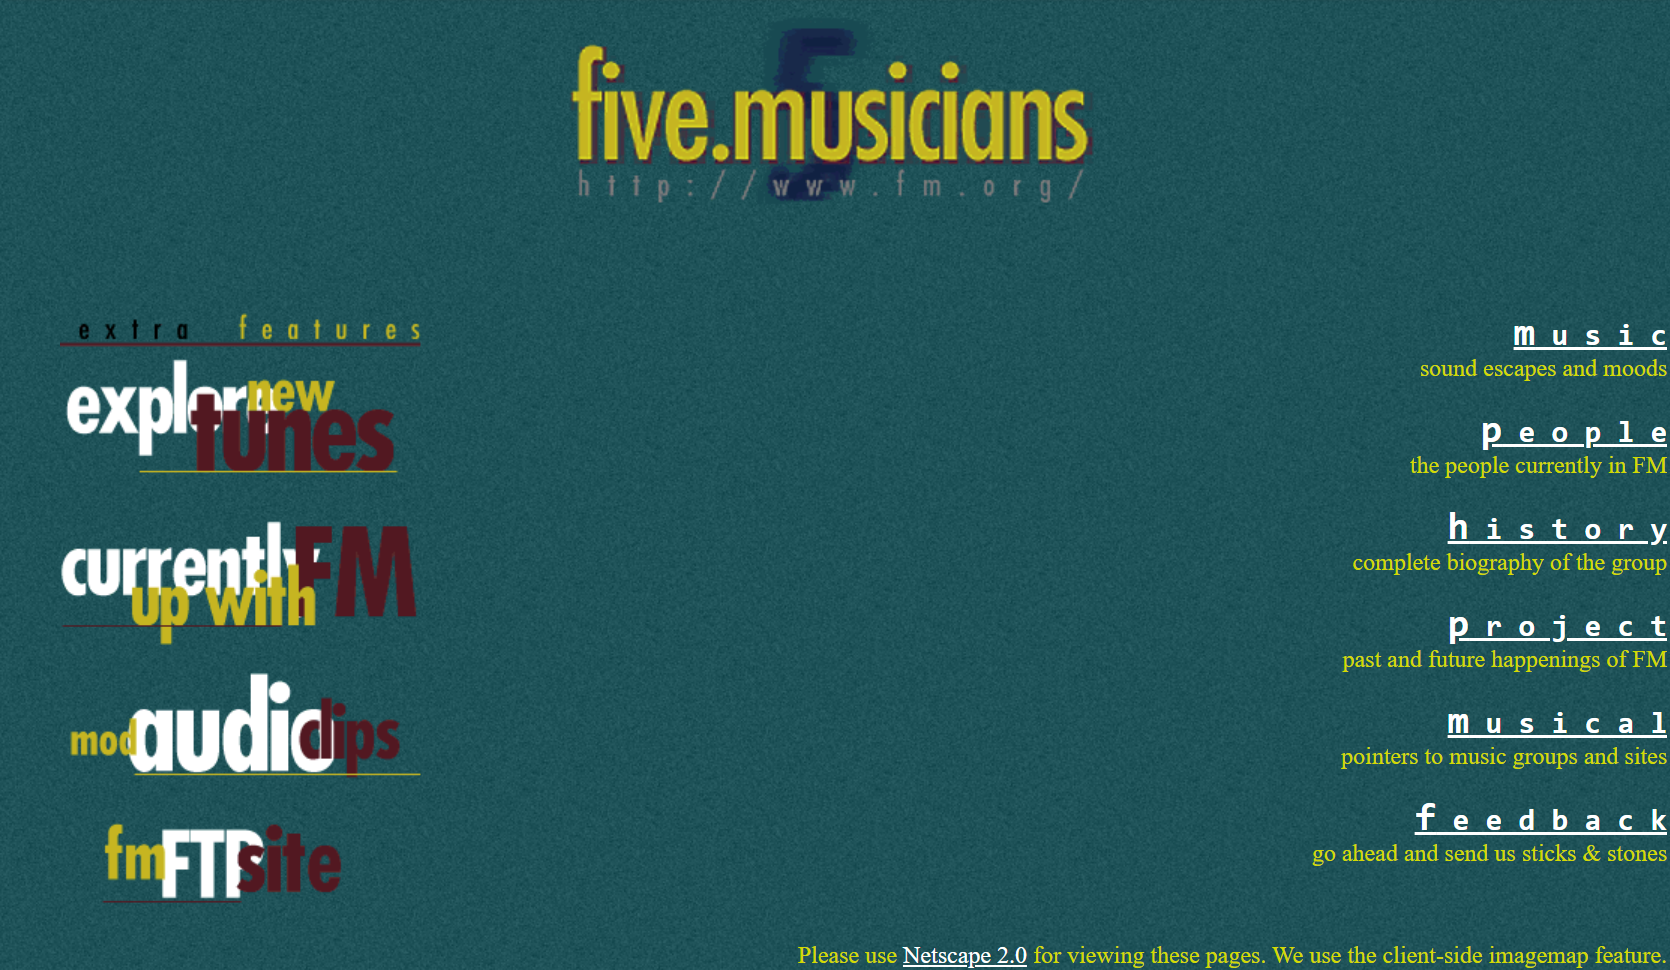 five.musicians
http://www.fm.org/
extra features
explore new tunes
currently up with FM
mod audio clips
fm FTP site
music
sound escapes and moods
people
the people currently in FM
history
complete biography of the group
project
past and future happenings of FM
musical
pointers to music groups and sites
feedback
go ahead and send us sticks & stones
Please use Netscape 2.0 for viewing these pages. We use the client-side imagemap feature.